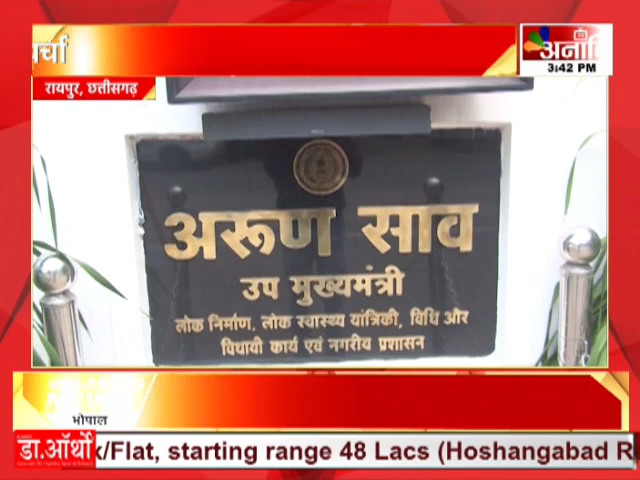 र्चा
अनादि
3:42 PM
रायपुर, छत्तीसगढ़
अरूण साव
उप मुख्यमंत्री
लोक निर्माण, लोक स्वास्थ्य यांत्रिकी, विधि और
विधायी कार्य एवं नगरीय प्रशासन
भोपाल
डा.ऑर्थो
x/Flat, starting range 48 Lacs (Hoshangabad R